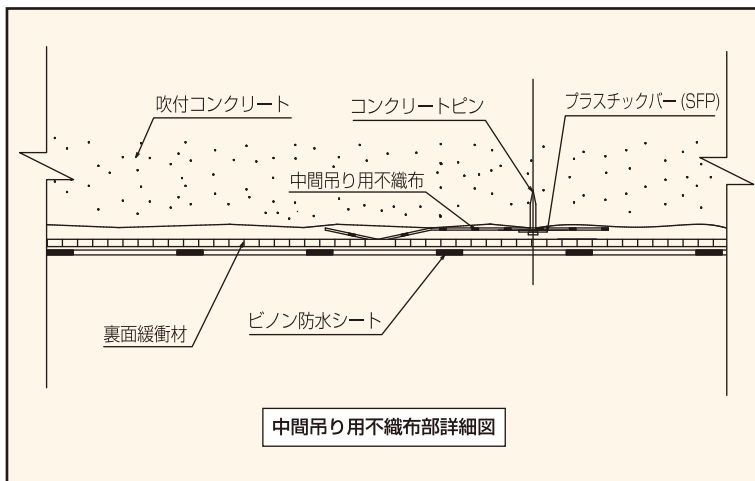 吹付コンクリート
コンクリートピン
プラスチックバー(SFP)
中間吊り用不織布
裏面緩衝材
ビノン防水シート
中間吊り用不織布部詳細図